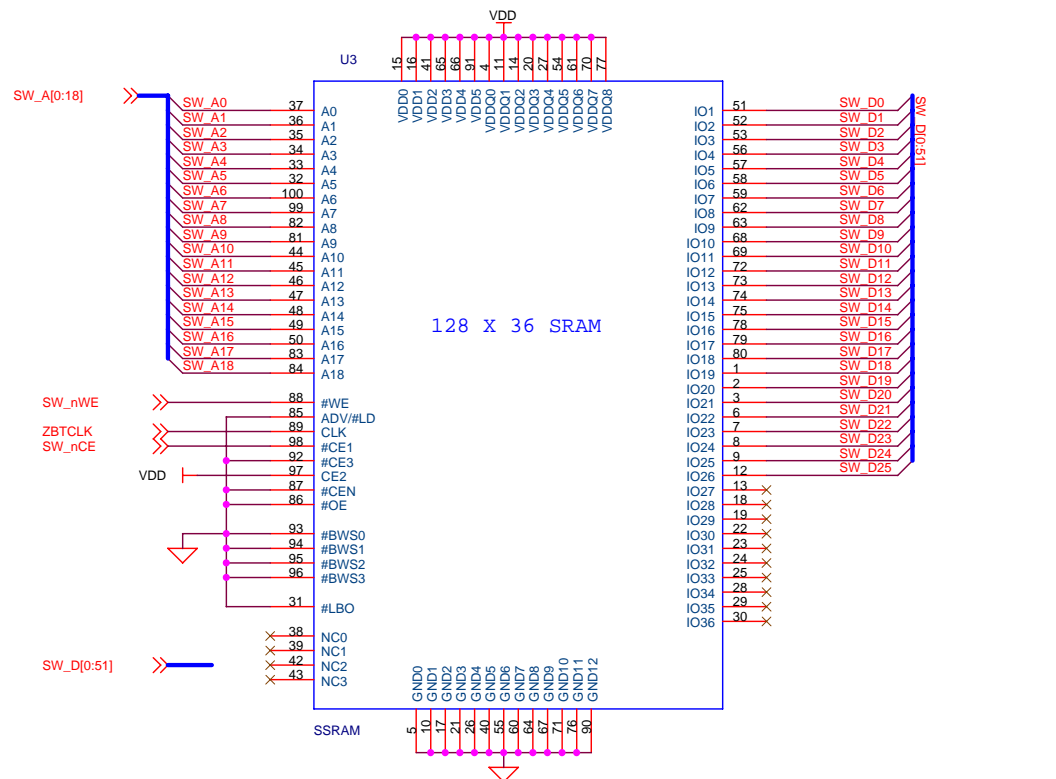 VDD
U3
15 16 41 65 66 91 4 11 14 20 27 54 61 70 77
VDD0 VDD1 VDD2 VDD3 VDD4 VDD5 VDDQ0 VDDQ1 VDDQ2 VDDQ3 VDDQ4 VDDQ5 VDDQ6 VDDQ7 VDDQ8
SW_A[0:18]
SW_D[0:51]
SW_A0 37 A0 IO1 51 SW_D0
SW_A1 36 A1 IO2 52 SW_D1
SW_A2 35 A2 IO3 53 SW_D2
SW_A3 34 A3 IO4 56 SW_D3
SW_A4 33 A4 IO5 57 SW_D4
SW_A5 32 A5 IO6 58 SW_D5
SW_A6 100 A6 IO7 59 SW_D6
SW_A7 99 A7 IO8 62 SW_D7
SW_A8 82 A8 IO9 63 SW_D8
SW_A9 81 A9 IO10 68 SW_D9
SW_A10 44 A10 IO11 69 SW_D10
SW_A11 45 A11 IO12 72 SW_D11
SW_A12 46 A12 IO13 73 SW_D12
SW_A13 47 A13 IO14 74 SW_D13
SW_A14 48 A14 IO15 75 SW_D14
SW_A15 49 A15 IO16 78 SW_D15
128 X 36 SRAM
SW_A16 50 A16 IO17 79 SW_D16
SW_A17 83 A17 IO18 80 SW_D17
SW_A18 84 A18 IO19 1 SW_D18
IO20 2 SW_D19
SW_nWE 88 #WE IO21 3 SW_D20
85 ADV/#LD IO22 6 SW_D21
ZBTCLK 89 CLK IO23 7 SW_D22
SW_nCE 98 #CE1 IO24 8 SW_D23
92 #CE3 IO25 9 SW_D24
VDD 97 CE2 IO26 12 SW_D25
87 #CEN IO27 13
86 #OE IO28 18
IO29 19
93 #BWS0 IO30 22
94 #BWS1 IO31 23
95 #BWS2 IO32 24
96 #BWS3 IO33 25
IO34 28
31 #LBO IO35 29
IO36 30
38 NC0
39 NC1
SW_D[0:51] 42 NC2
43 NC3
GND0 GND1 GND2 GND3 GND4 GND5 GND6 GND7 GND8 GND9 GND10 GND11 GND12
SSRAM
5 10 17 21 26 40 55 60 64 67 71 76 90